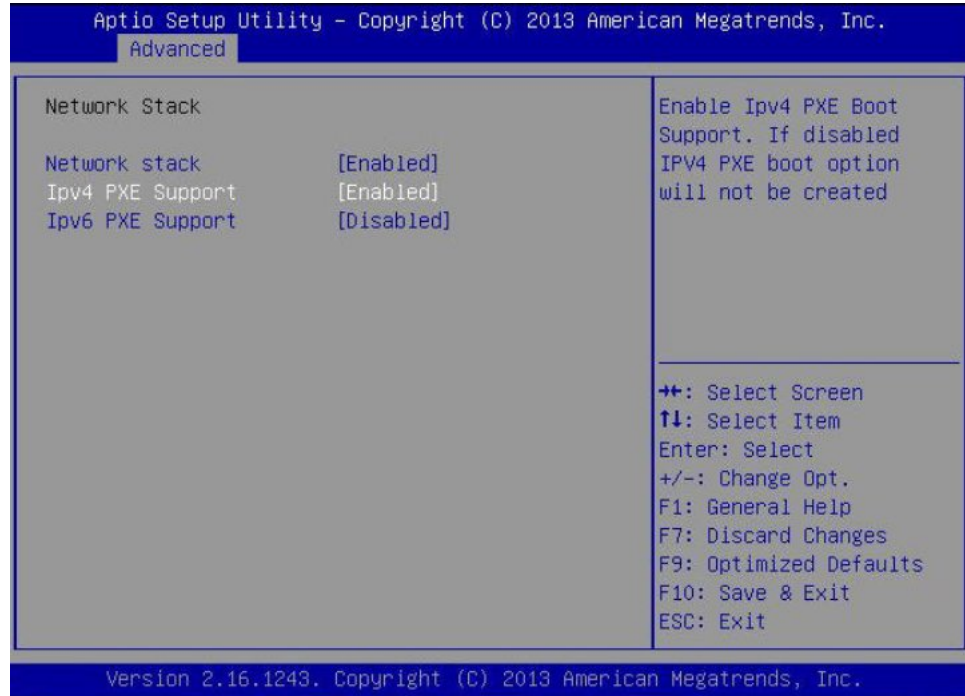 Aptio Setup Utility – Copyright (C) 2013 American Megatrends, Inc.
Advanced
Network Stack
Network stack [Enabled]
Ipv4 PXE Support [Enabled]
Ipv6 PXE Support [Disabled]
Enable Ipv4 PXE Boot
Support. If disabled
IPV4 PXE boot option
will not be created
→←: Select Screen
↑↓: Select Item
Enter: Select
+/-: Change Opt.
F1: General Help
F7: Discard Changes
F9: Optimized Defaults
F10: Save & Exit
ESC: Exit
Version 2.16.1243. Copyright (C) 2013 American Megatrends, Inc.